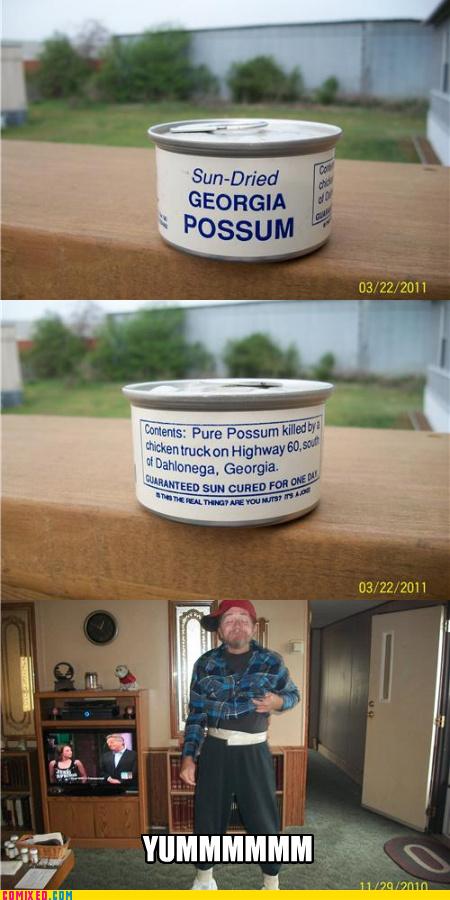 Sun-Dried
GEORGIA
POSSUM
03/22/2011
Contents: Pure Possum killed by a
chicken truck on Highway 60, south
of Dahlonega, Georgia.
GUARANTEED SUN CURED FOR ONE DAY
IS THIS THE REAL THING? ARE YOU NUTS? IT'S A JOKE!
03/22/2011
YUMMMMMM
11/29/2010
COMIXED.COM